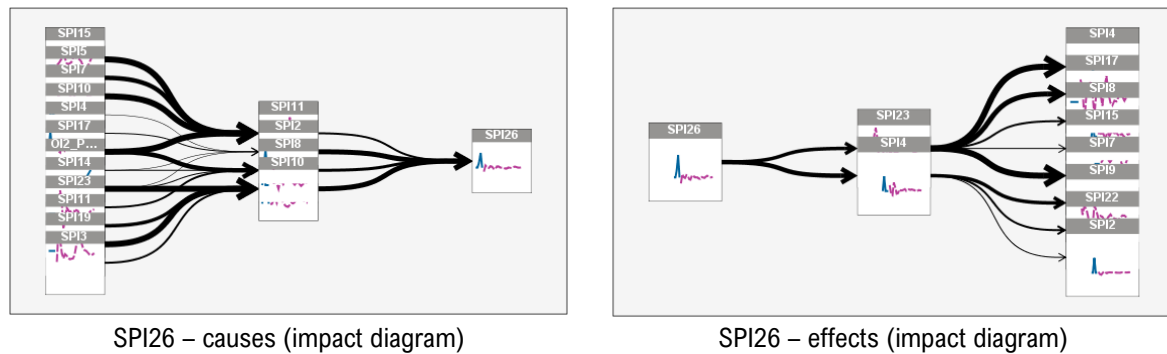 SPI15
SPI5
SPI7
SPI10
SPI4
SPI17
OI2_P...
SPI14
SPI23
SPI11
SPI19
SPI3
SPI11
SPI2
SPI8
SPI10
SPI26
SPI26 – causes (impact diagram)
SPI26
SPI23
SPI4
SPI4
SPI17
SPI8
SPI15
SPI7
SPI9
SPI22
SPI2
SPI26 – effects (impact diagram)